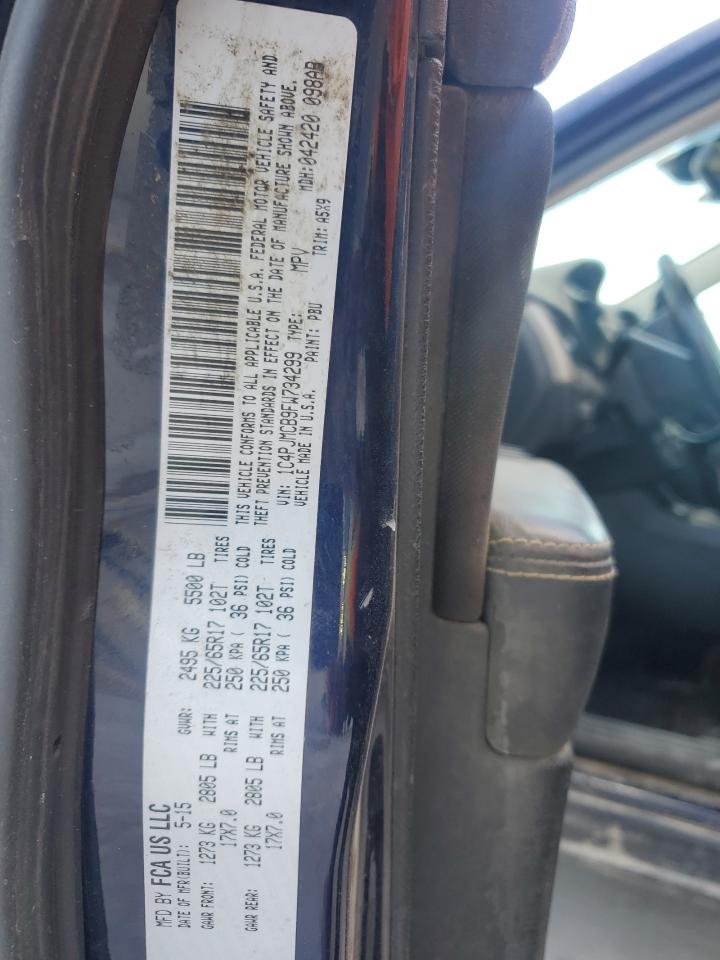 MFD BY FCA US LLC
DATE OF MFR(BUILT): 5-15 GVWR: 2495 KG 5500 LB
GAWR FRONT: 1273 KG 2805 LB WITH 225/65R17 102T TIRES
17X7.0 RIMS AT 250 KPA ( 36 PSI) COLD
GAWR REAR: 1273 KG 2805 LB WITH 225/65R17 102T TIRES
17X7.0 RIMS AT 250 KPA ( 36 PSI) COLD
THIS VEHICLE CONFORMS TO ALL APPLICABLE U.S.A. FEDERAL MOTOR VEHICLE SAFETY AND
THEFT PREVENTION STANDARDS IN EFFECT ON THE DATE OF MANUFACTURE SHOWN ABOVE.
VIN: 1C4PJMCB9FW734299 TYPE: MPV MDH:042420 098AB
VEHICLE MADE IN U.S.A. PAINT: PBU TRIM: A5X9